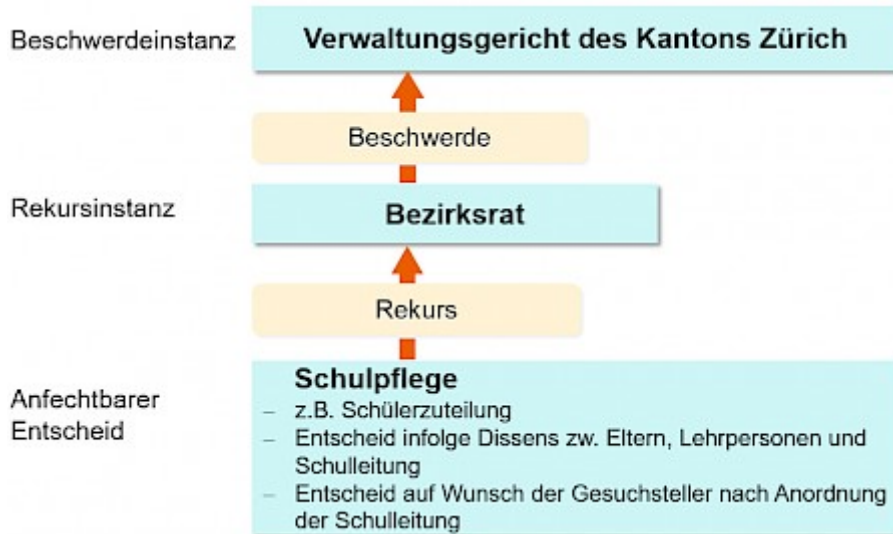 Beschwerdeinstanz
Verwaltungsgericht des Kantons Zürich
Beschwerde
Rekursinstanz
Bezirksrat
Rekurs
Anfechtbarer
Entscheid
Schulpflege
– z.B. Schülerzuteilung
– Entscheid infolge Dissens zw. Eltern, Lehrpersonen und
Schulleitung
– Entscheid auf Wunsch der Gesuchsteller nach Anordnung
der Schulleitung